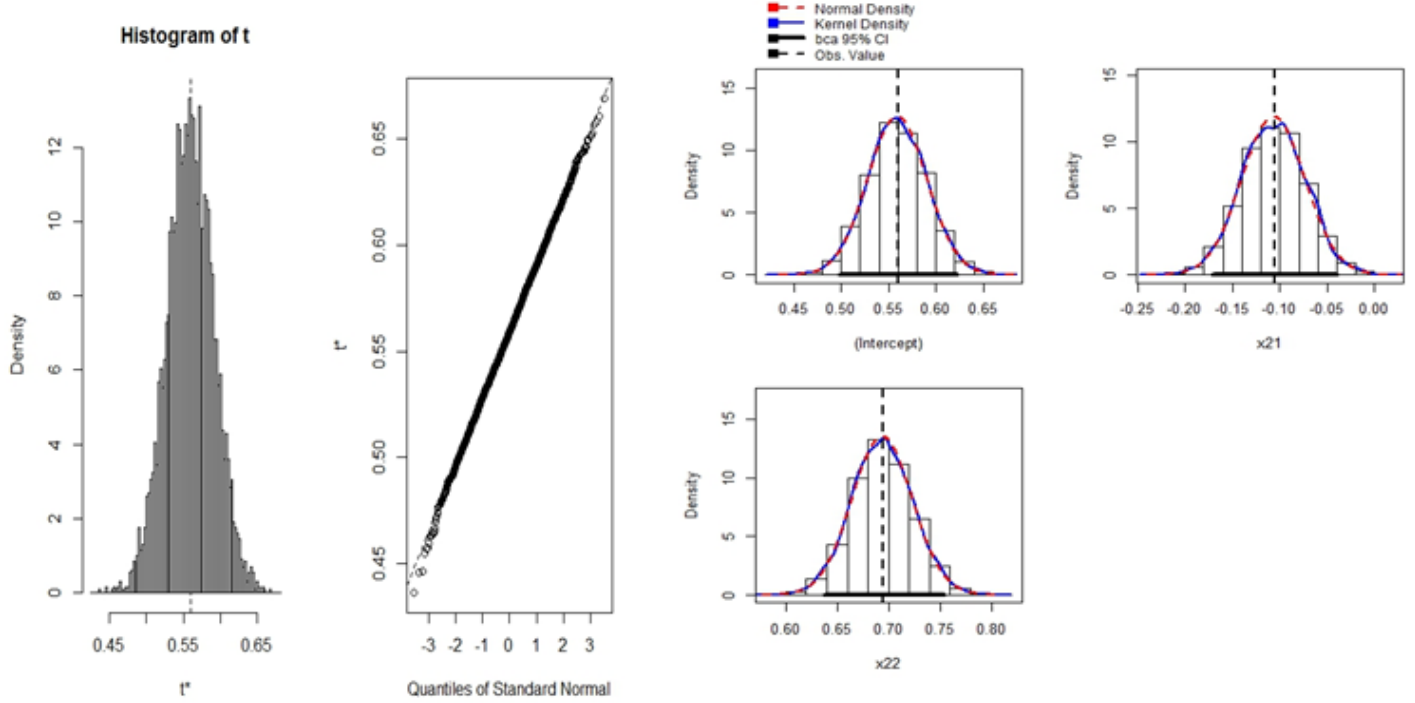 Histogram of t
Density
0 2 4 6 8 10 12
0.45 0.55 0.65
t*
t*
0.45 0.50 0.55 0.60 0.65
-3 -2 -1 0 1 2 3
Quantiles of Standard Normal
Normal Density
Kernel Density
bca 95% CI
Obs. Value
Density
0 5 10 15
0.45 0.50 0.55 0.60 0.65
(Intercept)
Density
0 5 10 15
-0.25 -0.20 -0.15 -0.10 -0.05 0.00
x21
Density
0 5 10 15
0.60 0.65 0.70 0.75 0.80
x22